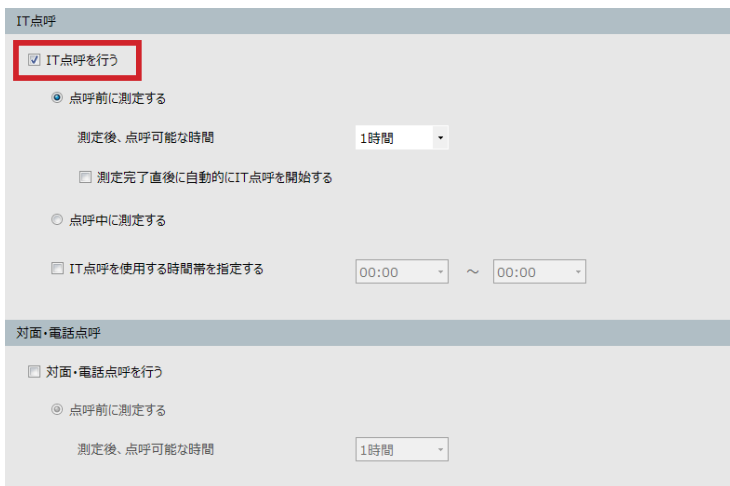 IT点呼
IT点呼を行う
点呼前に測定する
測定後、点呼可能な時間 1時間
測定完了直後に自動的にIT点呼を開始する
点呼中に測定する
IT点呼を使用する時間帯を指定する 00:00 ～ 00:00
対面・電話点呼
対面・電話点呼を行う
点呼前に測定する
測定後、点呼可能な時間 1時間